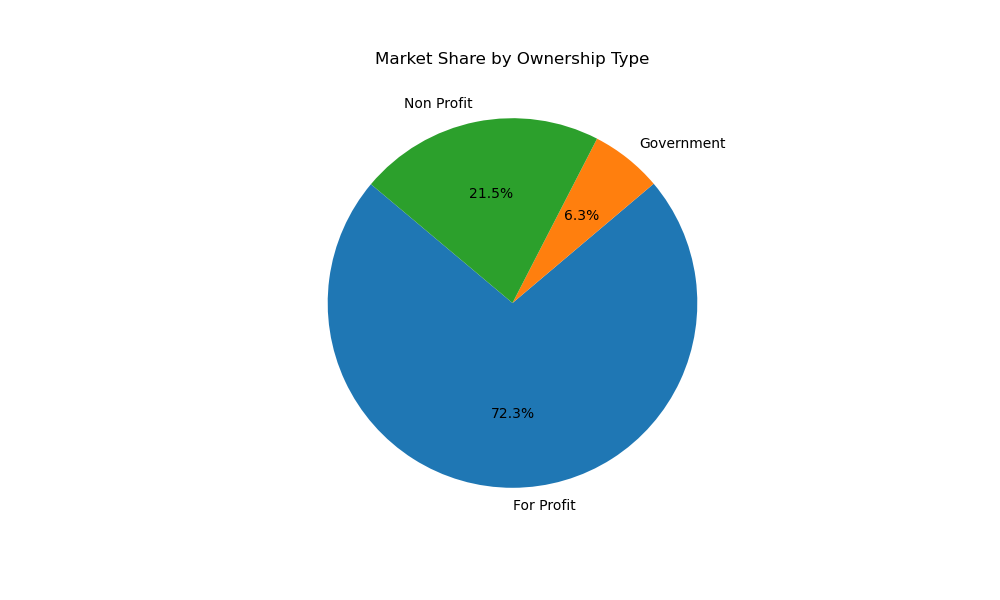 Market Share by Ownership Type
Non Profit
Government
21.5%
6.3%
72.3%
For Profit